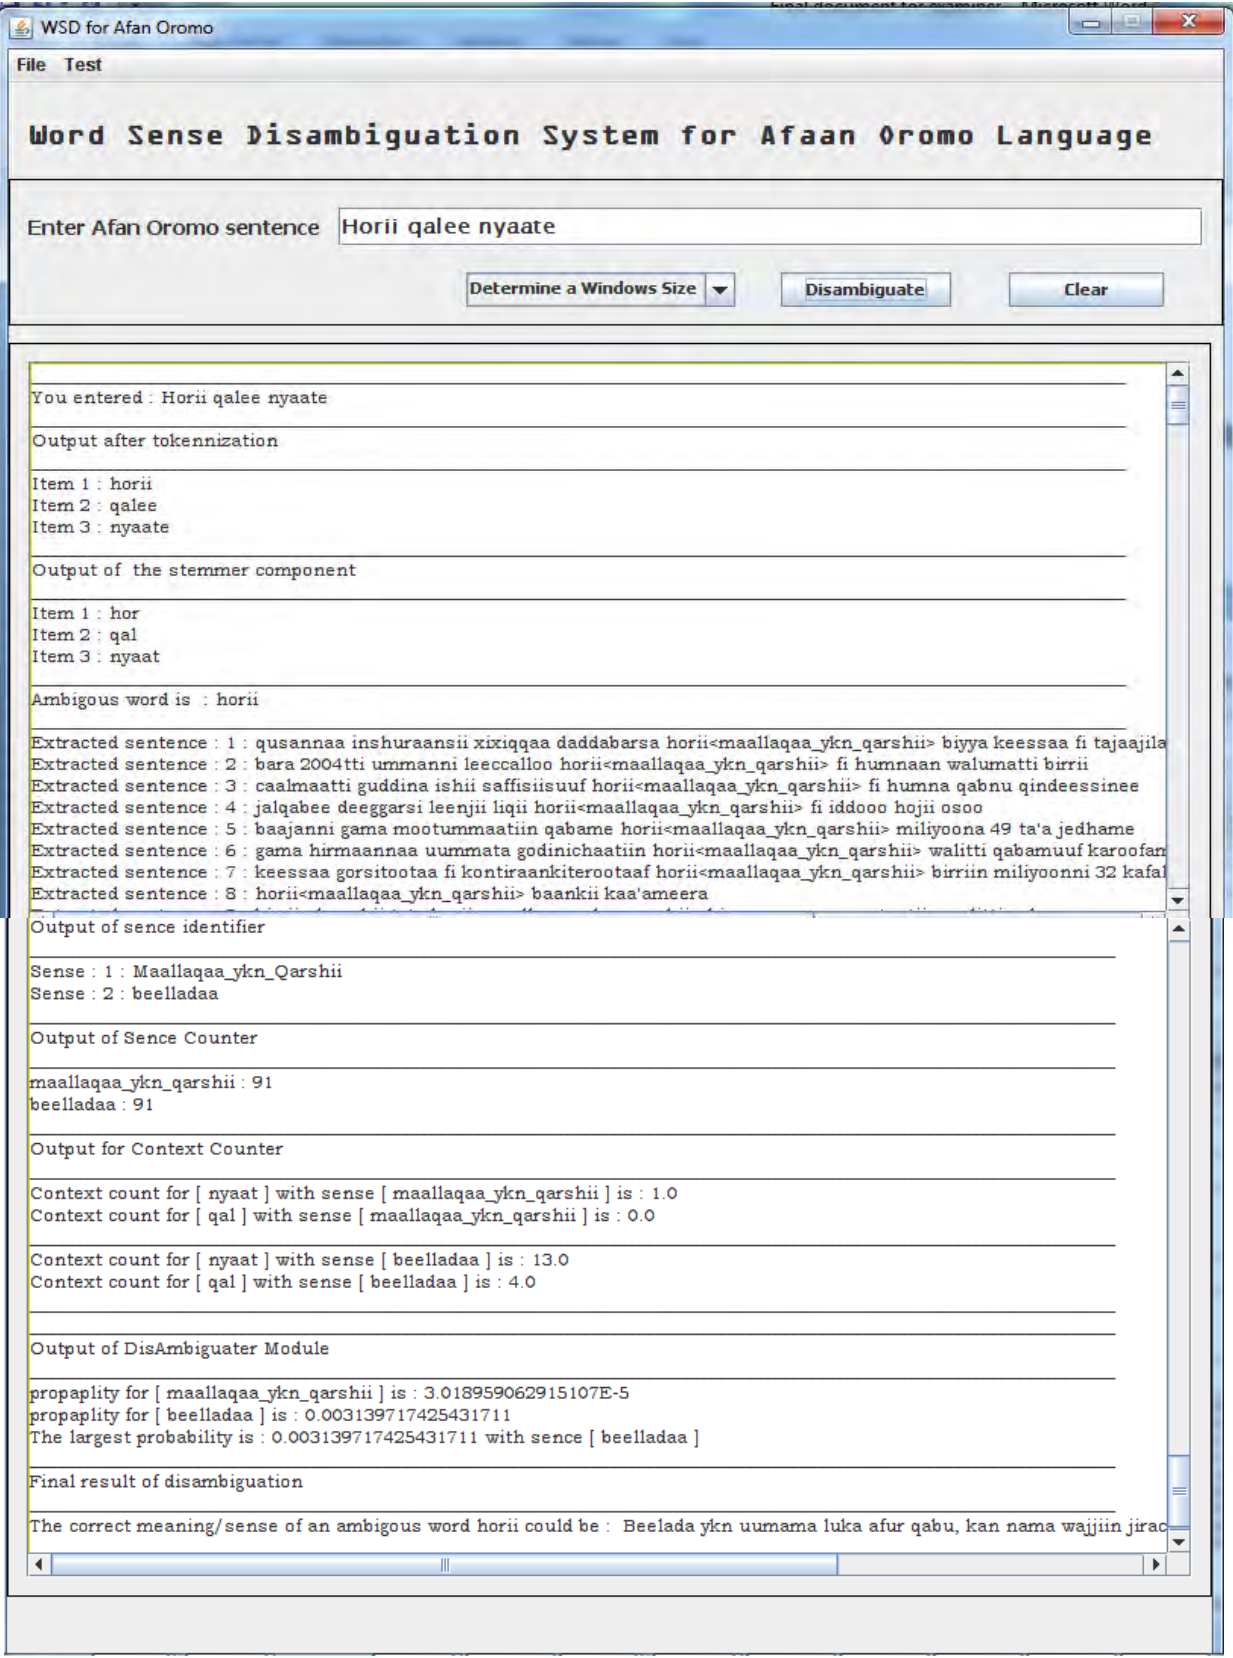 Final document for examiner - Microsoft Word
WSD for Afan Oromo
File Test
Word Sense Disambiguation System for Afaan Oromo Language
Enter Afan Oromo sentence Horii qalee nyaate
Determine a Windows Size Disambiguate Clear
You entered : Horii qalee nyaate
Output after tokennization
Item 1 : horii
Item 2 : qalee
Item 3 : nyaate
Output of the stemmer component
Item 1 : hor
Item 2 : qal
Item 3 : nyaat
Ambigous word is : horii
Extracted sentence : 1 : qusannaa inshuraansii xixiqqaa daddabarsa horii<maallaqaa_ykn_qarshii> biyya keessaa fi tajaajila
Extracted sentence : 2 : bara 2004tti ummanni leeccalloo horii<maallaqaa_ykn_qarshii> fi humnaan walumatti birrii
Extracted sentence : 3 : caalmaatti guddina ishii saffisiisuuf horii<maallaqaa_ykn_qarshii> fi humna qabnu qindeessinee
Extracted sentence : 4 : jalqabee deeggarsi leenjii liqii horii<maallaqaa_ykn_qarshii> fi iddooo hojii osoo
Extracted sentence : 5 : baajanni gama mootummaatiin qabame horii<maallaqaa_ykn_qarshii> miliyoona 49 ta'a jedhame
Extracted sentence : 6 : gama hirmaannaa uummata godinichaatiin horii<maallaqaa_ykn_qarshii> walitti qabamuuf karoofam
Extracted sentence : 7 : keessaa gorsitootaa fi kontiraankiterootaaf horii<maallaqaa_ykn_qarshii> birriin miliyoonni 32 kafal
Extracted sentence : 8 : horii<maallaqaa_ykn_qarshii> baankii kaa'ameera
Output of sence identifier
Sense : 1 : Maallaqaa_ykn_Qarshii
Sense : 2 : beelladaa
Output of Sence Counter
maallaqaa_ykn_qarshii : 91
beelladaa : 91
Output for Context Counter
Context count for [ nyaat ] with sense [ maallaqaa_ykn_qarshii ] is : 1.0
Context count for [ qal ] with sense [ maallaqaa_ykn_qarshii ] is : 0.0
Context count for [ nyaat ] with sense [ beelladaa ] is : 13.0
Context count for [ qal ] with sense [ beelladaa ] is : 4.0
Output of DisAmbiguater Module
propaplity for [ maallaqaa_ykn_qarshii ] is : 3.018959062915107E-5
propaplity for [ beelladaa ] is : 0.003139717425431711
The largest probability is : 0.003139717425431711 with sence [ beelladaa ]
Final result of disambiguation
The correct meaning/sense of an ambigous word horii could be : Beelada ykn uumama luka afur qabu, kan nama wajjiin jirac